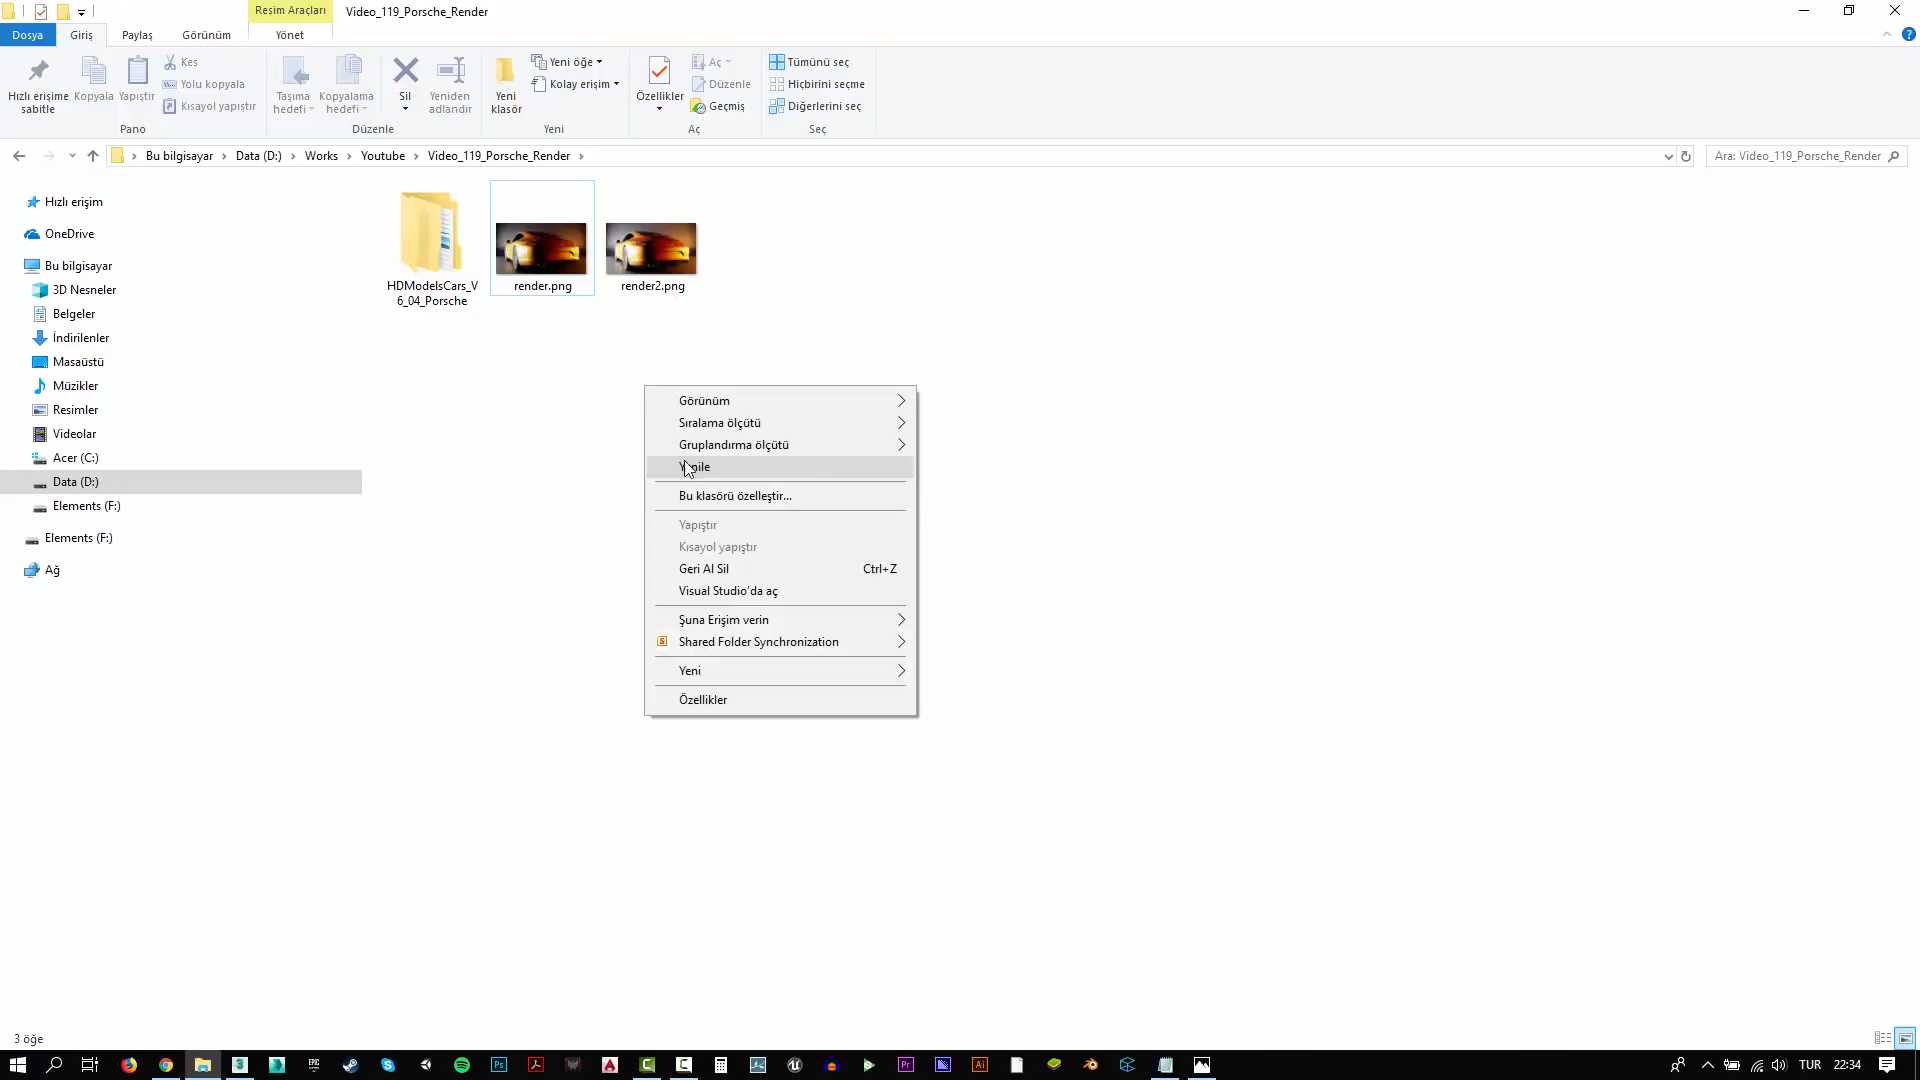 Resim Araçları
Video_119_Porsche_Render
Dosya
Giriş
Paylaş
Görünüm
Yönet
Hızlı erişime sabitle
Kopyala
Yapıştır
Kes
Yolu kopyala
Kısayol yapıştır
Pano
Taşıma hedefi
Kopyalama hedefi
Sil
Yeniden adlandır
Düzenle
Yeni klasör
Yeni öğe
Kolay erişim
Yeni
Özellikler
Aç
Düzenle
Geçmiş
Aç
Tümünü seç
Hiçbirini seçme
Diğerlerini seç
Seç
Bu bilgisayar
Data (D:)
Works
Youtube
Video_119_Porsche_Render
Ara: Video_119_Porsche_Render
Hızlı erişim
OneDrive
Bu bilgisayar
3D Nesneler
Belgeler
İndirilenler
Masaüstü
Müzikler
Resimler
Videolar
Acer (C:)
Data (D:)
Elements (F:)
Elements (F:)
Ağ
HDModelsCars_V
6_04_Porsche
render.png
render2.png
Görünüm
Sıralama ölçütü
Gruplandırma ölçütü
Yenile
Bu klasörü özelleştir...
Yapıştır
Kısayol yapıştır
Geri Al Sil Ctrl+Z
Visual Studio'da aç
Şuna Erişim verin
Shared Folder Synchronization
Yeni
Özellikler
3 öğe
TUR
22:34